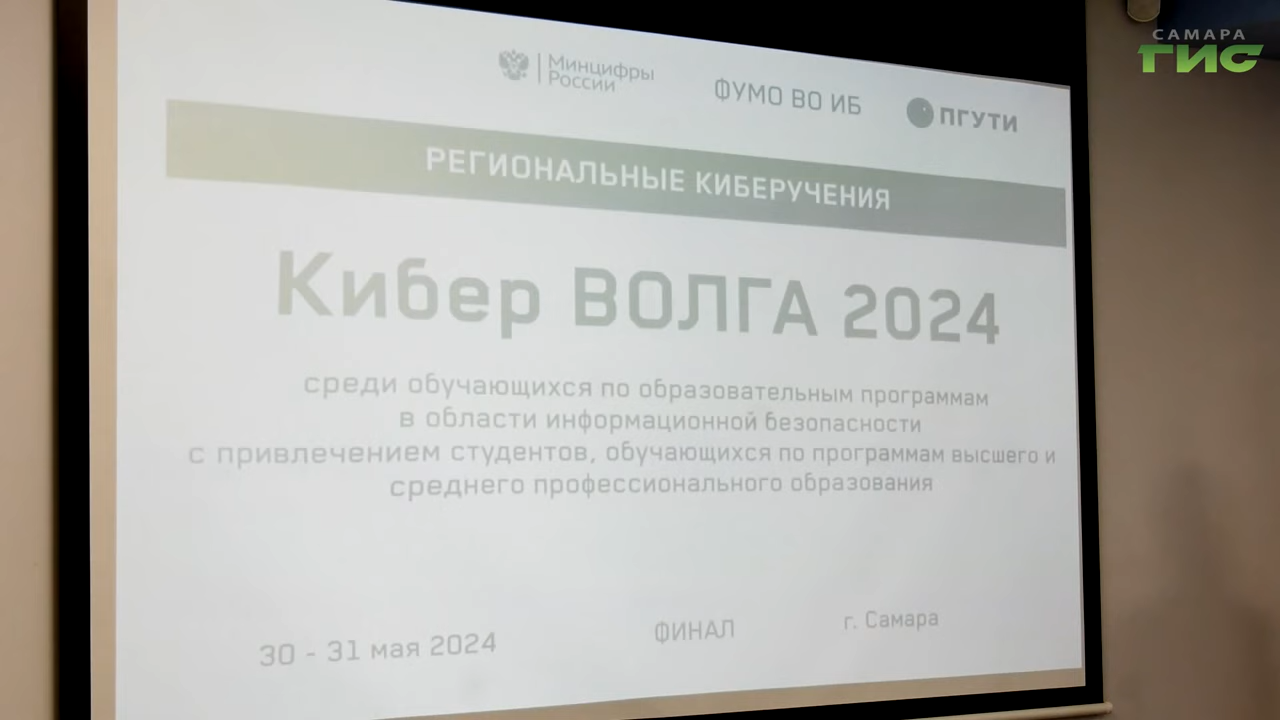 САМАРА
ГИС
Минцифры
России
ФУМО ВО ИБ
ПГУТИ
РЕГИОНАЛЬНЫЕ КИБЕРУЧЕНИЯ
Кибер ВОЛГА 2024
среди обучающихся по образовательным программам
в области информационной безопасности
с привлечением студентов, обучающихся по программам высшего и
среднего профессионального образования
30 - 31 мая 2024
ФИНАЛ
г. Самара